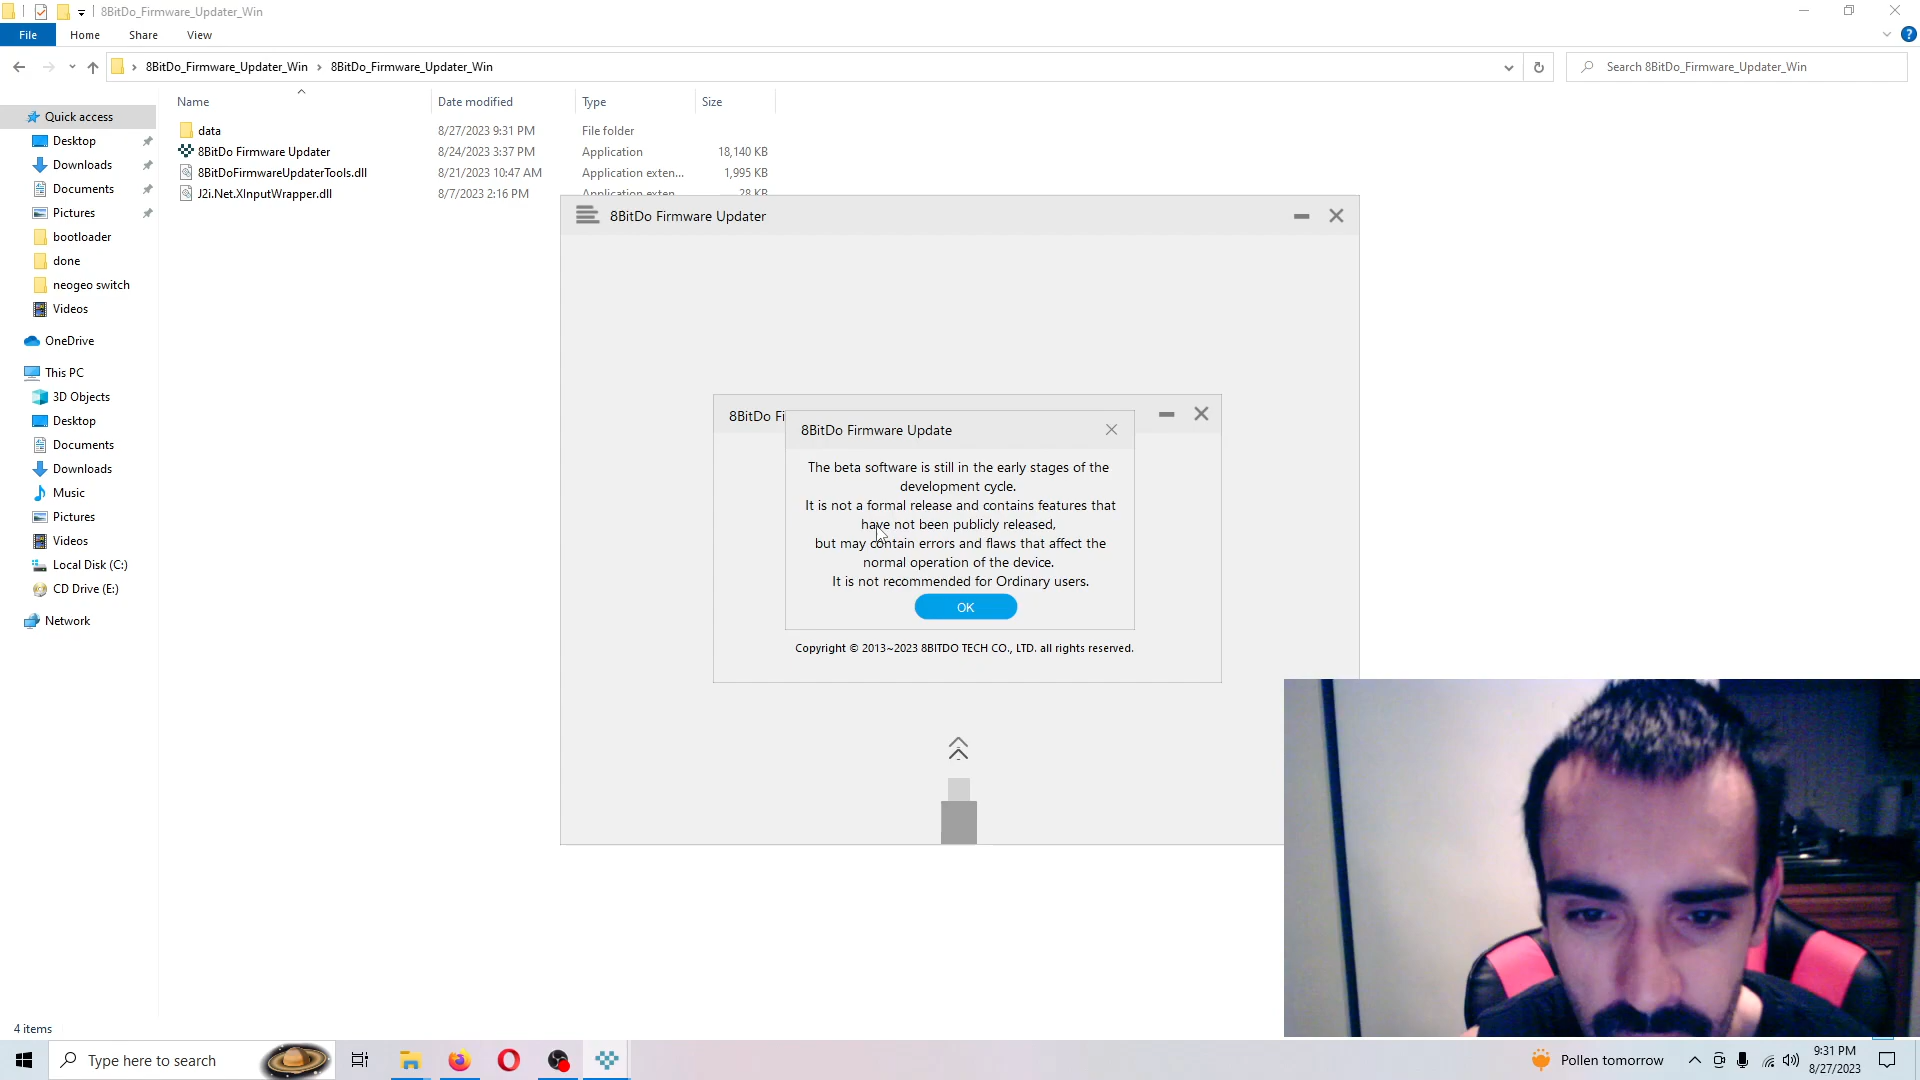 8BitDo_Firmware_Updater_Win
File Home Share View
8BitDo_Firmware_Updater_Win 8BitDo_Firmware_Updater_Win
Search 8BitDo_Firmware_Updater_Win
Name Date modified Type Size
data 8/27/2023 9:31 PM File folder
8BitDo Firmware Updater 8/24/2023 3:37 PM Application 18,140 KB
8BitDoFirmwareUpdaterTools.dll 8/21/2023 10:47 AM Application exten... 1,995 KB
J2i.Net.XInputWrapper.dll 8/7/2023 2:16 PM Application exten... 28 KB
Quick access
Desktop
Downloads
Documents
Pictures
bootloader
done
neogeo switch
Videos
OneDrive
This PC
3D Objects
Desktop
Documents
Downloads
Music
Pictures
Videos
Local Disk (C:)
CD Drive (E:)
Network
8BitDo Firmware Updater
8BitDo Fi
8BitDo Firmware Update
The beta software is still in the early stages of the
development cycle.
It is not a formal release and contains features that
have not been publicly released,
but may contain errors and flaws that affect the
normal operation of the device.
It is not recommended for Ordinary users.
OK
Copyright © 2013~2023 8BITDO TECH CO., LTD. all rights reserved.
4 items
Type here to search
Pollen tomorrow
9:31 PM
8/27/2023